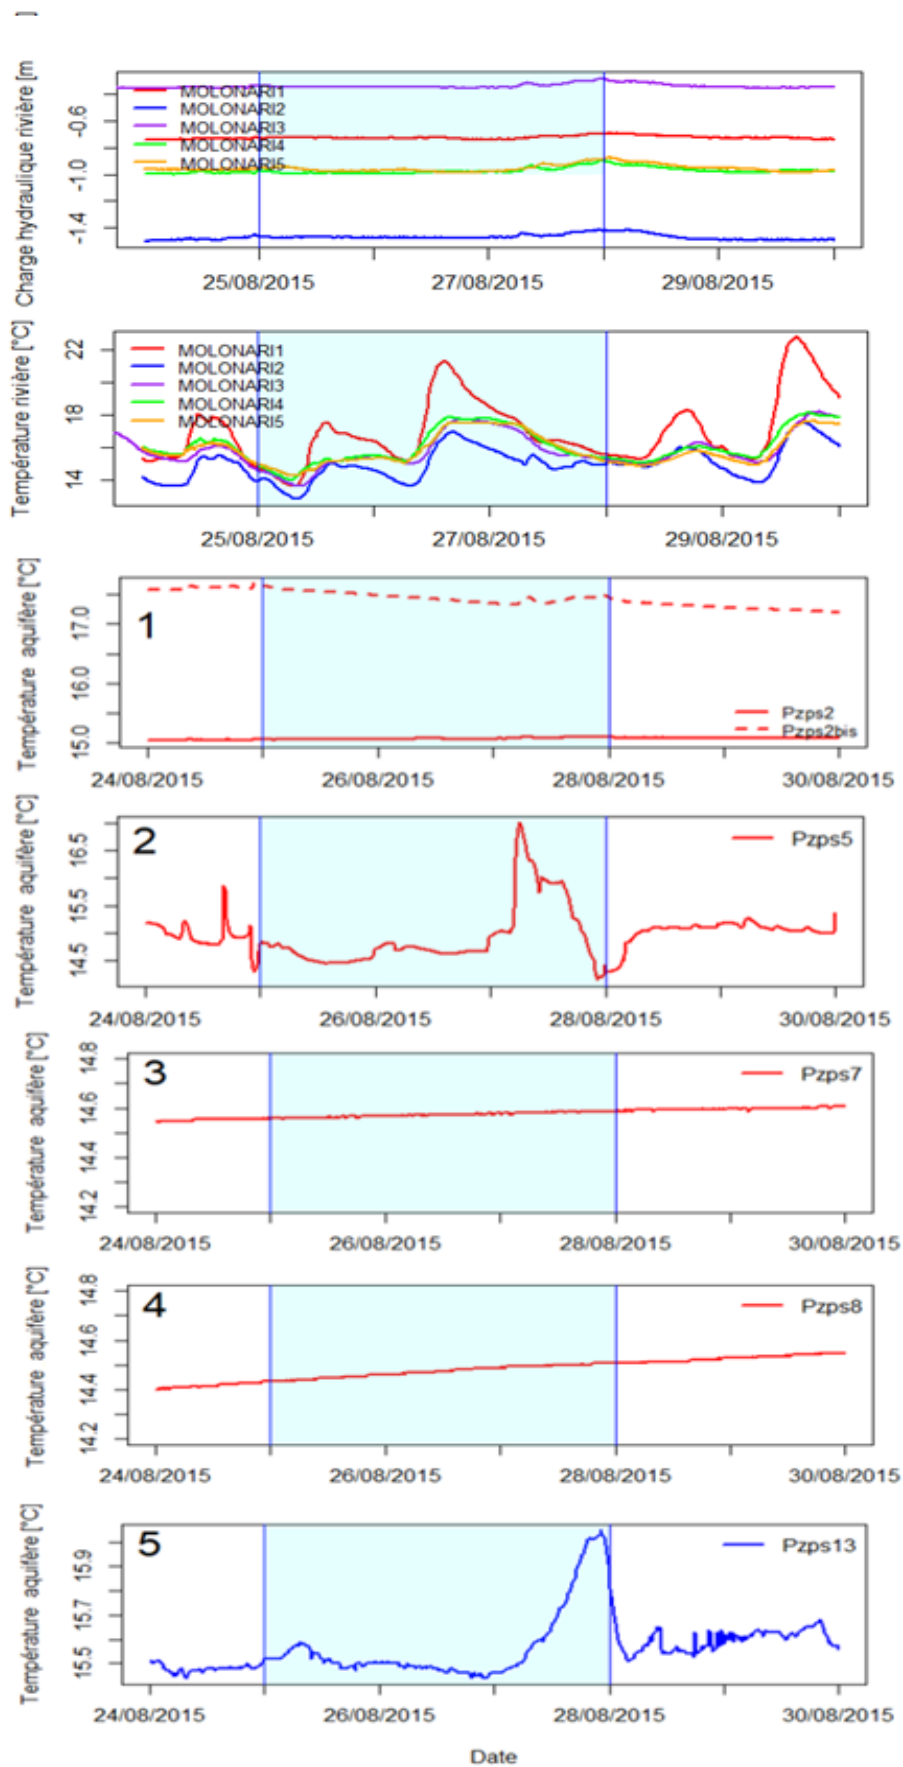 Charge hydraulique rivière [m
]
-0.6
-1.0
-1.4
MOLONARI1
MOLONARI2
MOLONARI3
MOLONARI4
MOLONARI5
25/08/2015 27/08/2015 29/08/2015
Température rivière [°C]
22
18
14
MOLONARI1
MOLONARI2
MOLONARI3
MOLONARI4
MOLONARI5
25/08/2015 27/08/2015 29/08/2015
Température aquifère [°C]
17.0
16.0
15.0
1
Pzps2
Pzps2bis
24/08/2015 26/08/2015 28/08/2015 30/08/2015
Température aquifère [°C]
16.5
15.5
14.5
2
Pzps5
24/08/2015 26/08/2015 28/08/2015 30/08/2015
Température aquifère [°C]
14.8
14.6
14.4
14.2
3
Pzps7
24/08/2015 26/08/2015 28/08/2015 30/08/2015
Température aquifère [°C]
14.8
14.6
14.4
14.2
4
Pzps8
24/08/2015 26/08/2015 28/08/2015 30/08/2015
Température aquifère [°C]
15.9
15.7
15.5
5
Pzps13
24/08/2015 26/08/2015 28/08/2015 30/08/2015
Date